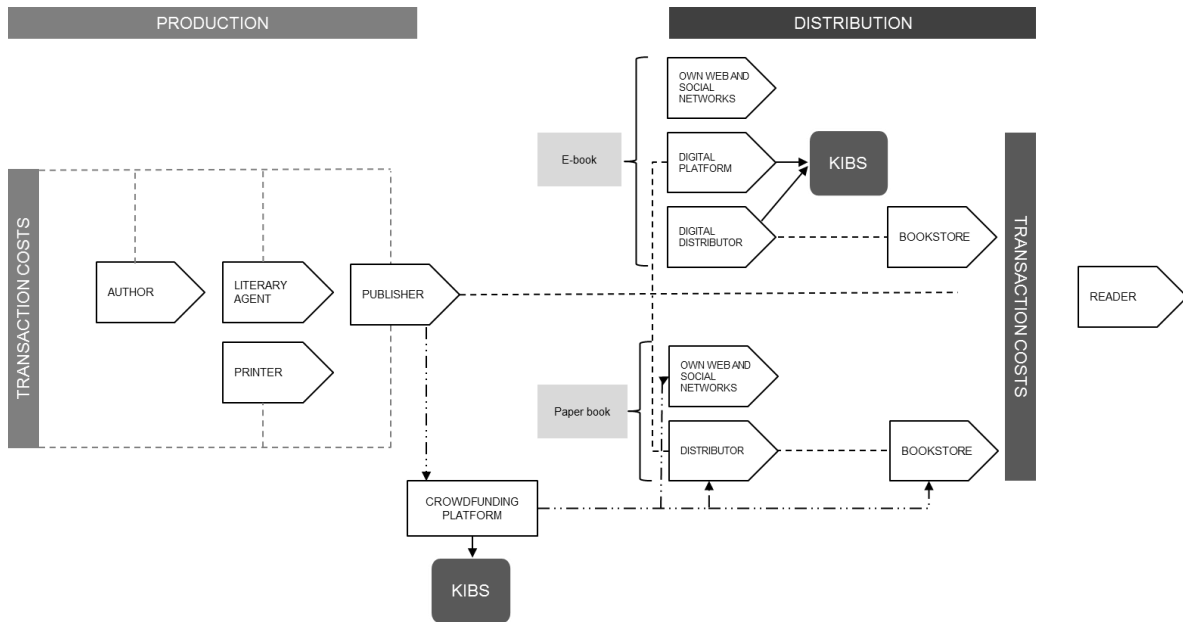 PRODUCTION
DISTRIBUTION
OWN WEB AND
SOCIAL
NETWORKS
E-book
DIGITAL
PLATFORM
KIBS
DIGITAL
DISTRIBUTOR
BOOKSTORE
TRANSACTION COSTS
AUTHOR
LITERARY
AGENT
PUBLISHER
TRANSACTION COSTS
READER
PRINTER
OWN WEB AND
SOCIAL
NETWORKS
Paper book
DISTRIBUTOR
BOOKSTORE
CROWDFUNDING
PLATFORM
KIBS